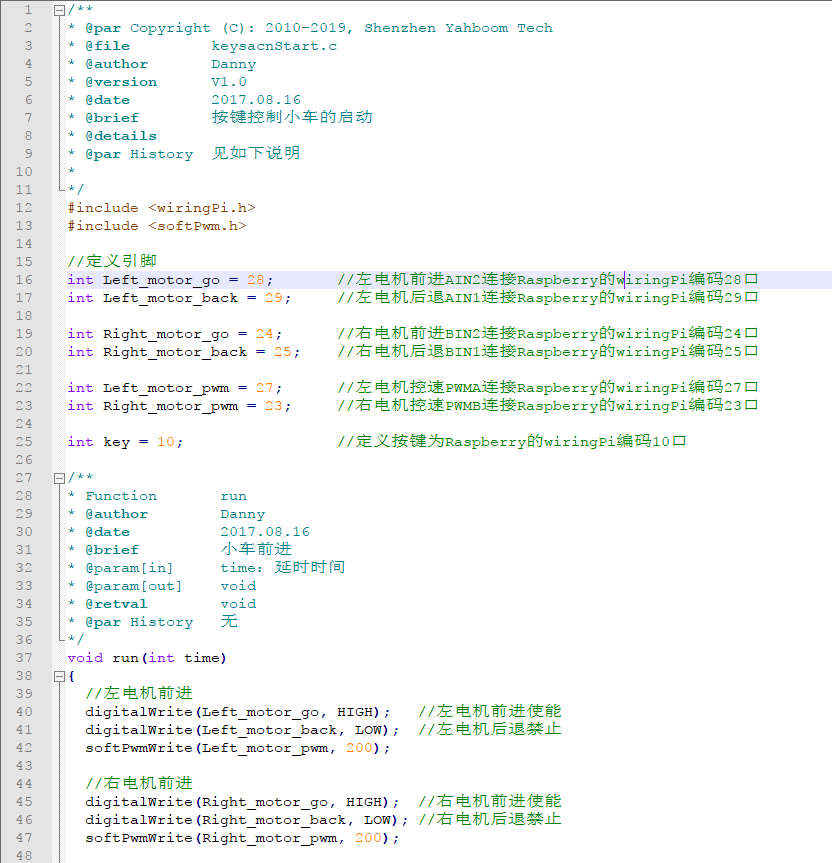 1 /**
2 * @par Copyright (C): 2010-2019, Shenzhen Yahboom Tech
3 * @file         keysacnStart.c
4 * @author       Danny
5 * @version      V1.0
6 * @date         2017.08.16
7 * @brief        按键控制小车的启动
8 * @details
9 * @par History  见如下说明
10 *
11 */
12 #include <wiringPi.h>
13 #include <softPwm.h>
14
15 //定义引脚
16 int Left_motor_go = 28;       //左电机前进AIN2连接Raspberry的wiringPi编码28口
17 int Left_motor_back = 29;     //左电机后退AIN1连接Raspberry的wiringPi编码29口
18
19 int Right_motor_go = 24;      //右电机前进BIN2连接Raspberry的wiringPi编码24口
20 int Right_motor_back = 25;    //右电机后退BIN1连接Raspberry的wiringPi编码25口
21
22 int Left_motor_pwm = 27;      //左电机控速PWMA连接Raspberry的wiringPi编码27口
23 int Right_motor_pwm = 23;     //右电机控速PWMB连接Raspberry的wiringPi编码23口
24
25 int key = 10;                 //定义按键为Raspberry的wiringPi编码10口
26
27 /**
28 * Function       run
29 * @author        Danny
30 * @date          2017.08.16
31 * @brief         小车前进
32 * @param[in]     time：延时时间
33 * @param[out]    void
34 * @retval        void
35 * @par History   无
36 */
37 void run(int time)
38 {
39   //左电机前进
40   digitalWrite(Left_motor_go, HIGH);   //左电机前进使能
41   digitalWrite(Left_motor_back, LOW);  //左电机后退禁止
42   softPwmWrite(Left_motor_pwm, 200);
43
44   //右电机前进
45   digitalWrite(Right_motor_go, HIGH);  //右电机前进使能
46   digitalWrite(Right_motor_back, LOW); //右电机后退禁止
47   softPwmWrite(Right_motor_pwm, 200);
48